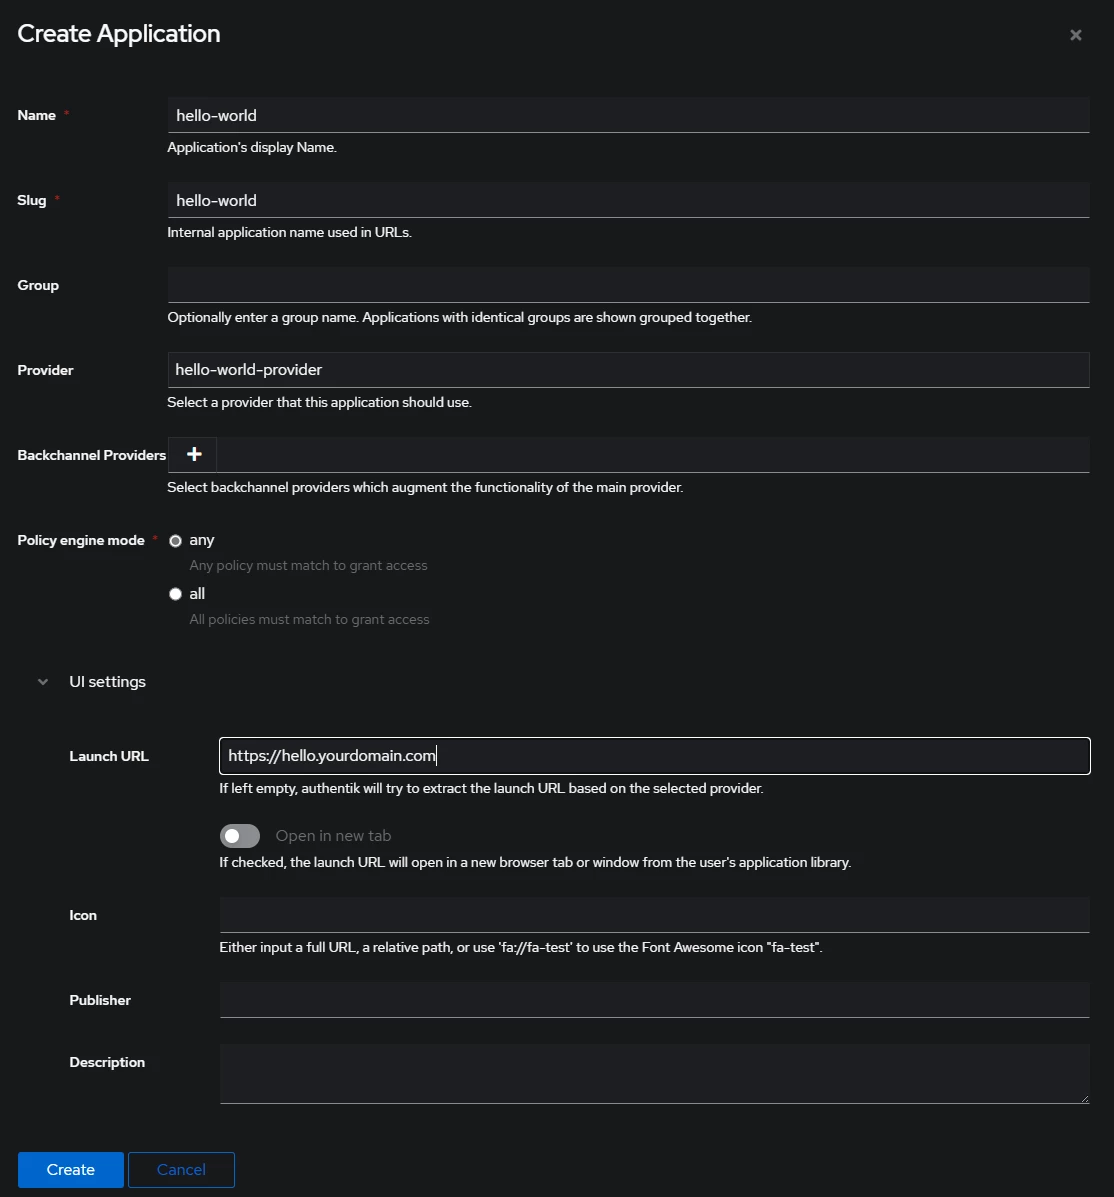 Create Application
Name *
hello-world
Application's display Name.
Slug *
hello-world
Internal application name used in URLs.
Group
Optionally enter a group name. Applications with identical groups are shown grouped together.
Provider
hello-world-provider
Select a provider that this application should use.
Backchannel Providers
Select backchannel providers which augment the functionality of the main provider.
Policy engine mode *
any
Any policy must match to grant access
all
All policies must match to grant access
UI settings
Launch URL
https://hello.yourdomain.com
If left empty, authentik will try to extract the launch URL based on the selected provider.
Open in new tab
If checked, the launch URL will open in a new browser tab or window from the user's application library.
Icon
Either input a full URL, a relative path, or use 'fa://fa-test' to use the Font Awesome icon "fa-test".
Publisher
Description
Create
Cancel